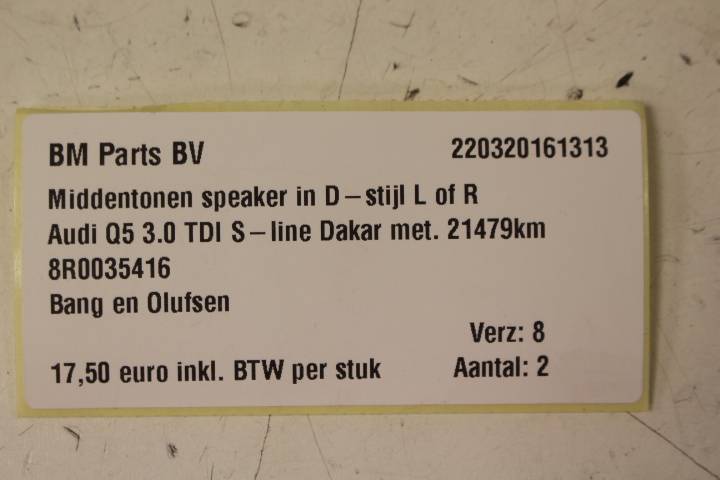 BM Parts BV 220320161313
Middentonen speaker in D-stijl L of R
Audi Q5 3.0 TDI S-line Dakar met. 21479km
8R0035416
Bang en Olufsen
Verz: 8
17,50 euro inkl. BTW per stuk Aantal: 2